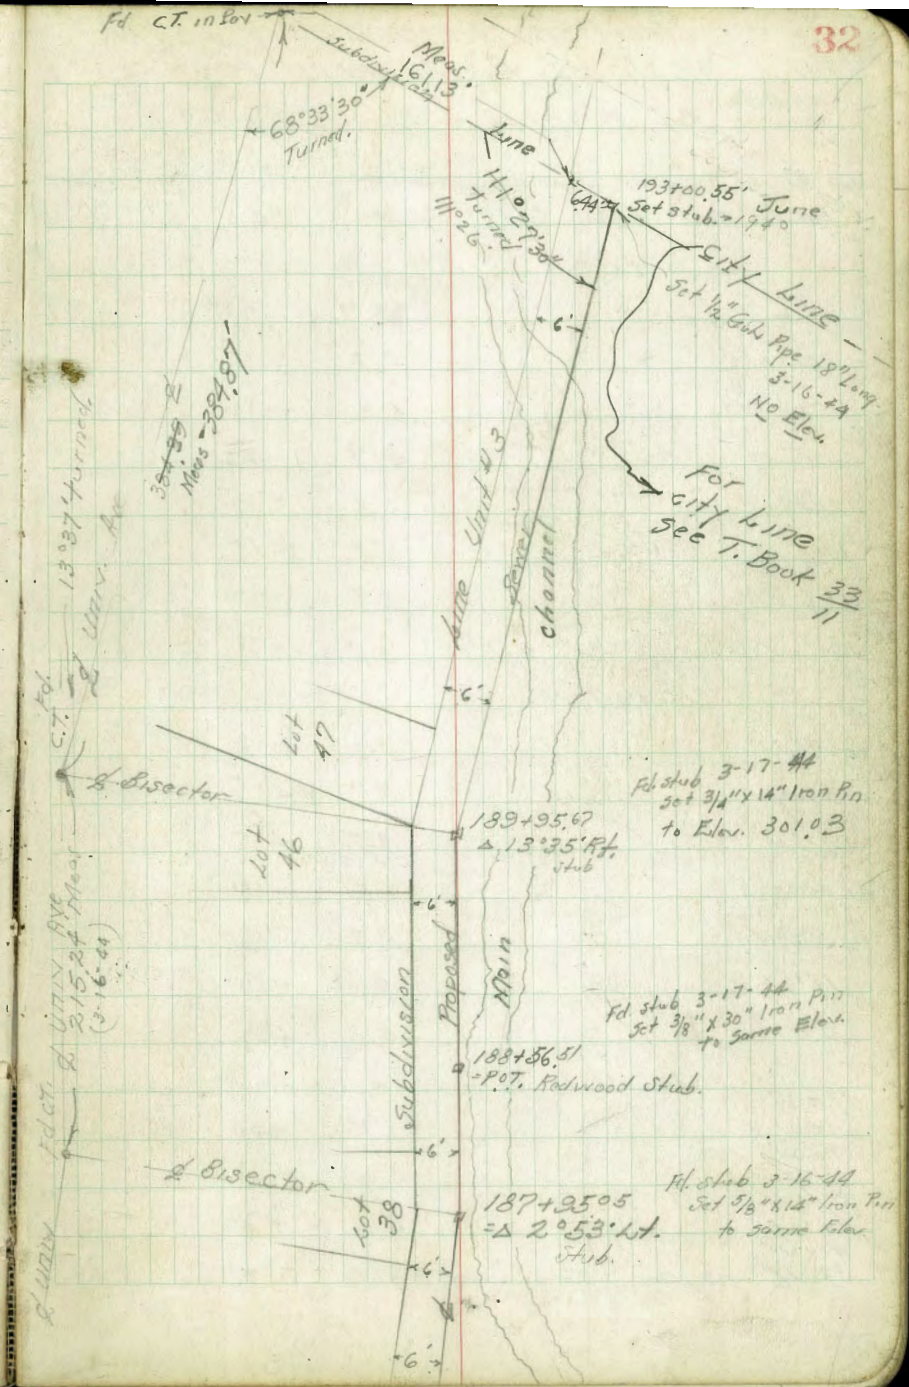 32
Fd. C.T. in Pav
Subdivision
Meas.
161.13
68°33'30"
Turned.
Line
Turned
111°26'
6.44
193+00.55' June
Set stub. = 1940
City Line
Set 1/2" Galv. Pipe 18" Long
3-16-44
No Elev.
6'
Meas = 384.87
13°37' turned.
Univ. Ave
For
City Line
See T. Book 33/11
Line Unit #3
Sewer
Channel
6'
Fd.
C.T.
Lot
47
Bisector
Fd. stub 3-17-44
Set 3/4" x 14" Iron Pin
to Elev. 301.03
189+95.67
Δ 13°35' Rt.
stub
Lot
46
6'
Univ. Ave
215.24 Meas
(3-16-44)
Subdivision
Proposed
Main
Fd. stub 3-17-44
Set 3/8" x 30" Iron Pin
to same Elev.
188+56.51
=P.O.T. Redwood Stub.
Fd C.T.
6'
Bisector
Lot
38
Fd. stub 3-16-44
Set 5/8" x 14" Iron Pin
to same Elev
187+95.05
=Δ 2°53' Lt.
Stub.
Univ
6'
6'